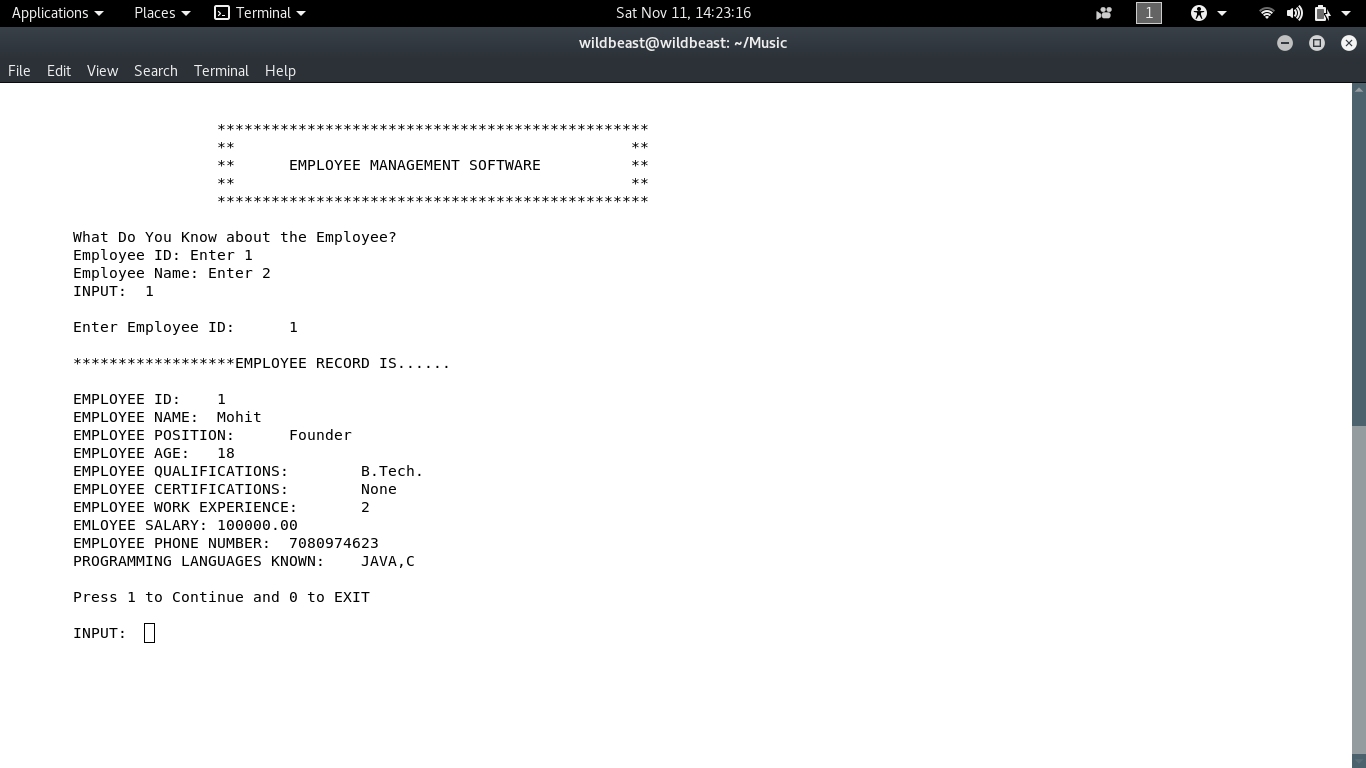 Applications Places Terminal Sat Nov 11, 14:23:16 1
wildbeast@wildbeast: ~/Music
File Edit View Search Terminal Help
************************************************
** **
** EMPLOYEE MANAGEMENT SOFTWARE **
** **
************************************************
What Do You Know about the Employee?
Employee ID: Enter 1
Employee Name: Enter 2
INPUT: 1
Enter Employee ID: 1
******************EMPLOYEE RECORD IS......
EMPLOYEE ID: 1
EMPLOYEE NAME: Mohit
EMPLOYEE POSITION: Founder
EMPLOYEE AGE: 18
EMPLOYEE QUALIFICATIONS: B.Tech.
EMPLOYEE CERTIFICATIONS: None
EMPLOYEE WORK EXPERIENCE: 2
EMLOYEE SALARY: 100000.00
EMPLOYEE PHONE NUMBER: 7080974623
PROGRAMMING LANGUAGES KNOWN: JAVA,C
Press 1 to Continue and 0 to EXIT
INPUT: